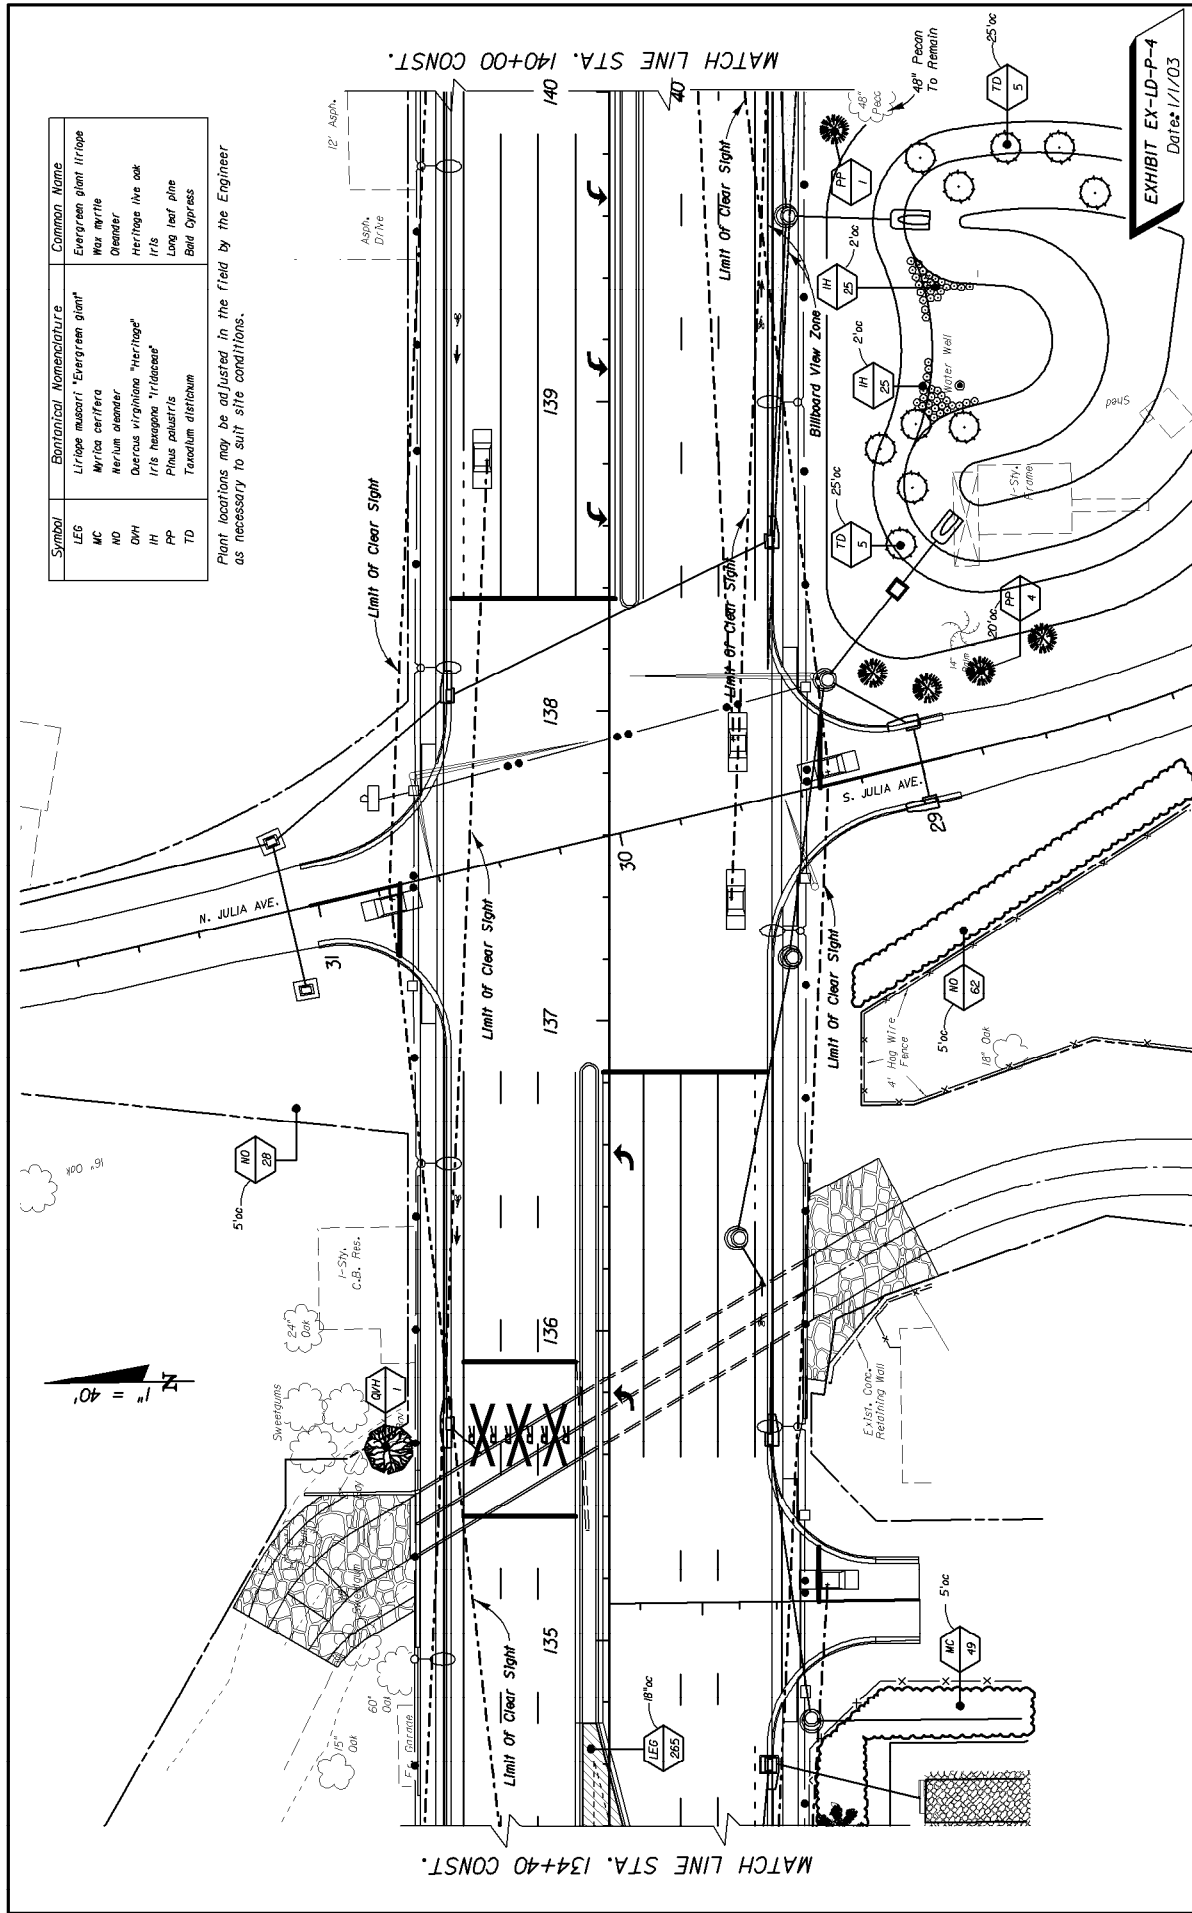 Symbol Bontanical Nomenclature Common Name
LEG Liriope muscari "Evergreen giant" Evergreen giant liriope
MC Myrica cerifera Wax myrtle
NO Nerium oleander Oleander
QVH Quercus virginiana "Heritage" Heritage live oak
IH Iris hexagona "Iridaceae" Iris
PP Pinus palustris Long leaf pine
TD Taxodium distichum Bald Cypress
Plant locations may be adjusted in the field by the Engineer
as necessary to suit site conditions.
1" = 40'
N
MATCH LINE STA. 134+40 CONST.
MATCH LINE STA. 140+00 CONST.
12' Asph.
Asph.
Drive
Limit Of Clear Sight
Limit Of Clear Sight
Limit Of Clear Sight
Limit Of Clear Sight
Limit Of Clear Sight
Limit Of Clear Sight
Billboard View Zone
N. JULIA AVE.
S. JULIA AVE.
31
30
29
135
136
137
138
139
140
40
16" Oak
NO
28
5'oc
1-Sty.
C.B. Res.
24"
Oak
Sweetgums
QVH
1
Bay
Sweetgum
60"
Oak
15"
Oak
Garage
R R
R R
R R
LEG
265
18"oc
MC
49
5'oc
Exist. Conc.
Retaining Wall
4' Hog Wire
Fence
18" Oak
NO
62
5'oc
14"
Palm
PP
4
20'oc
TD
5
25'oc
1-Sty.
Frame
Shed
Water Well
IH
25
2'oc
IH
25
2'oc
PP
1
48"
48" Pecan
To Remain
TD
5
25'oc
EXHIBIT EX-LD-P-4
Date: 1/1/03